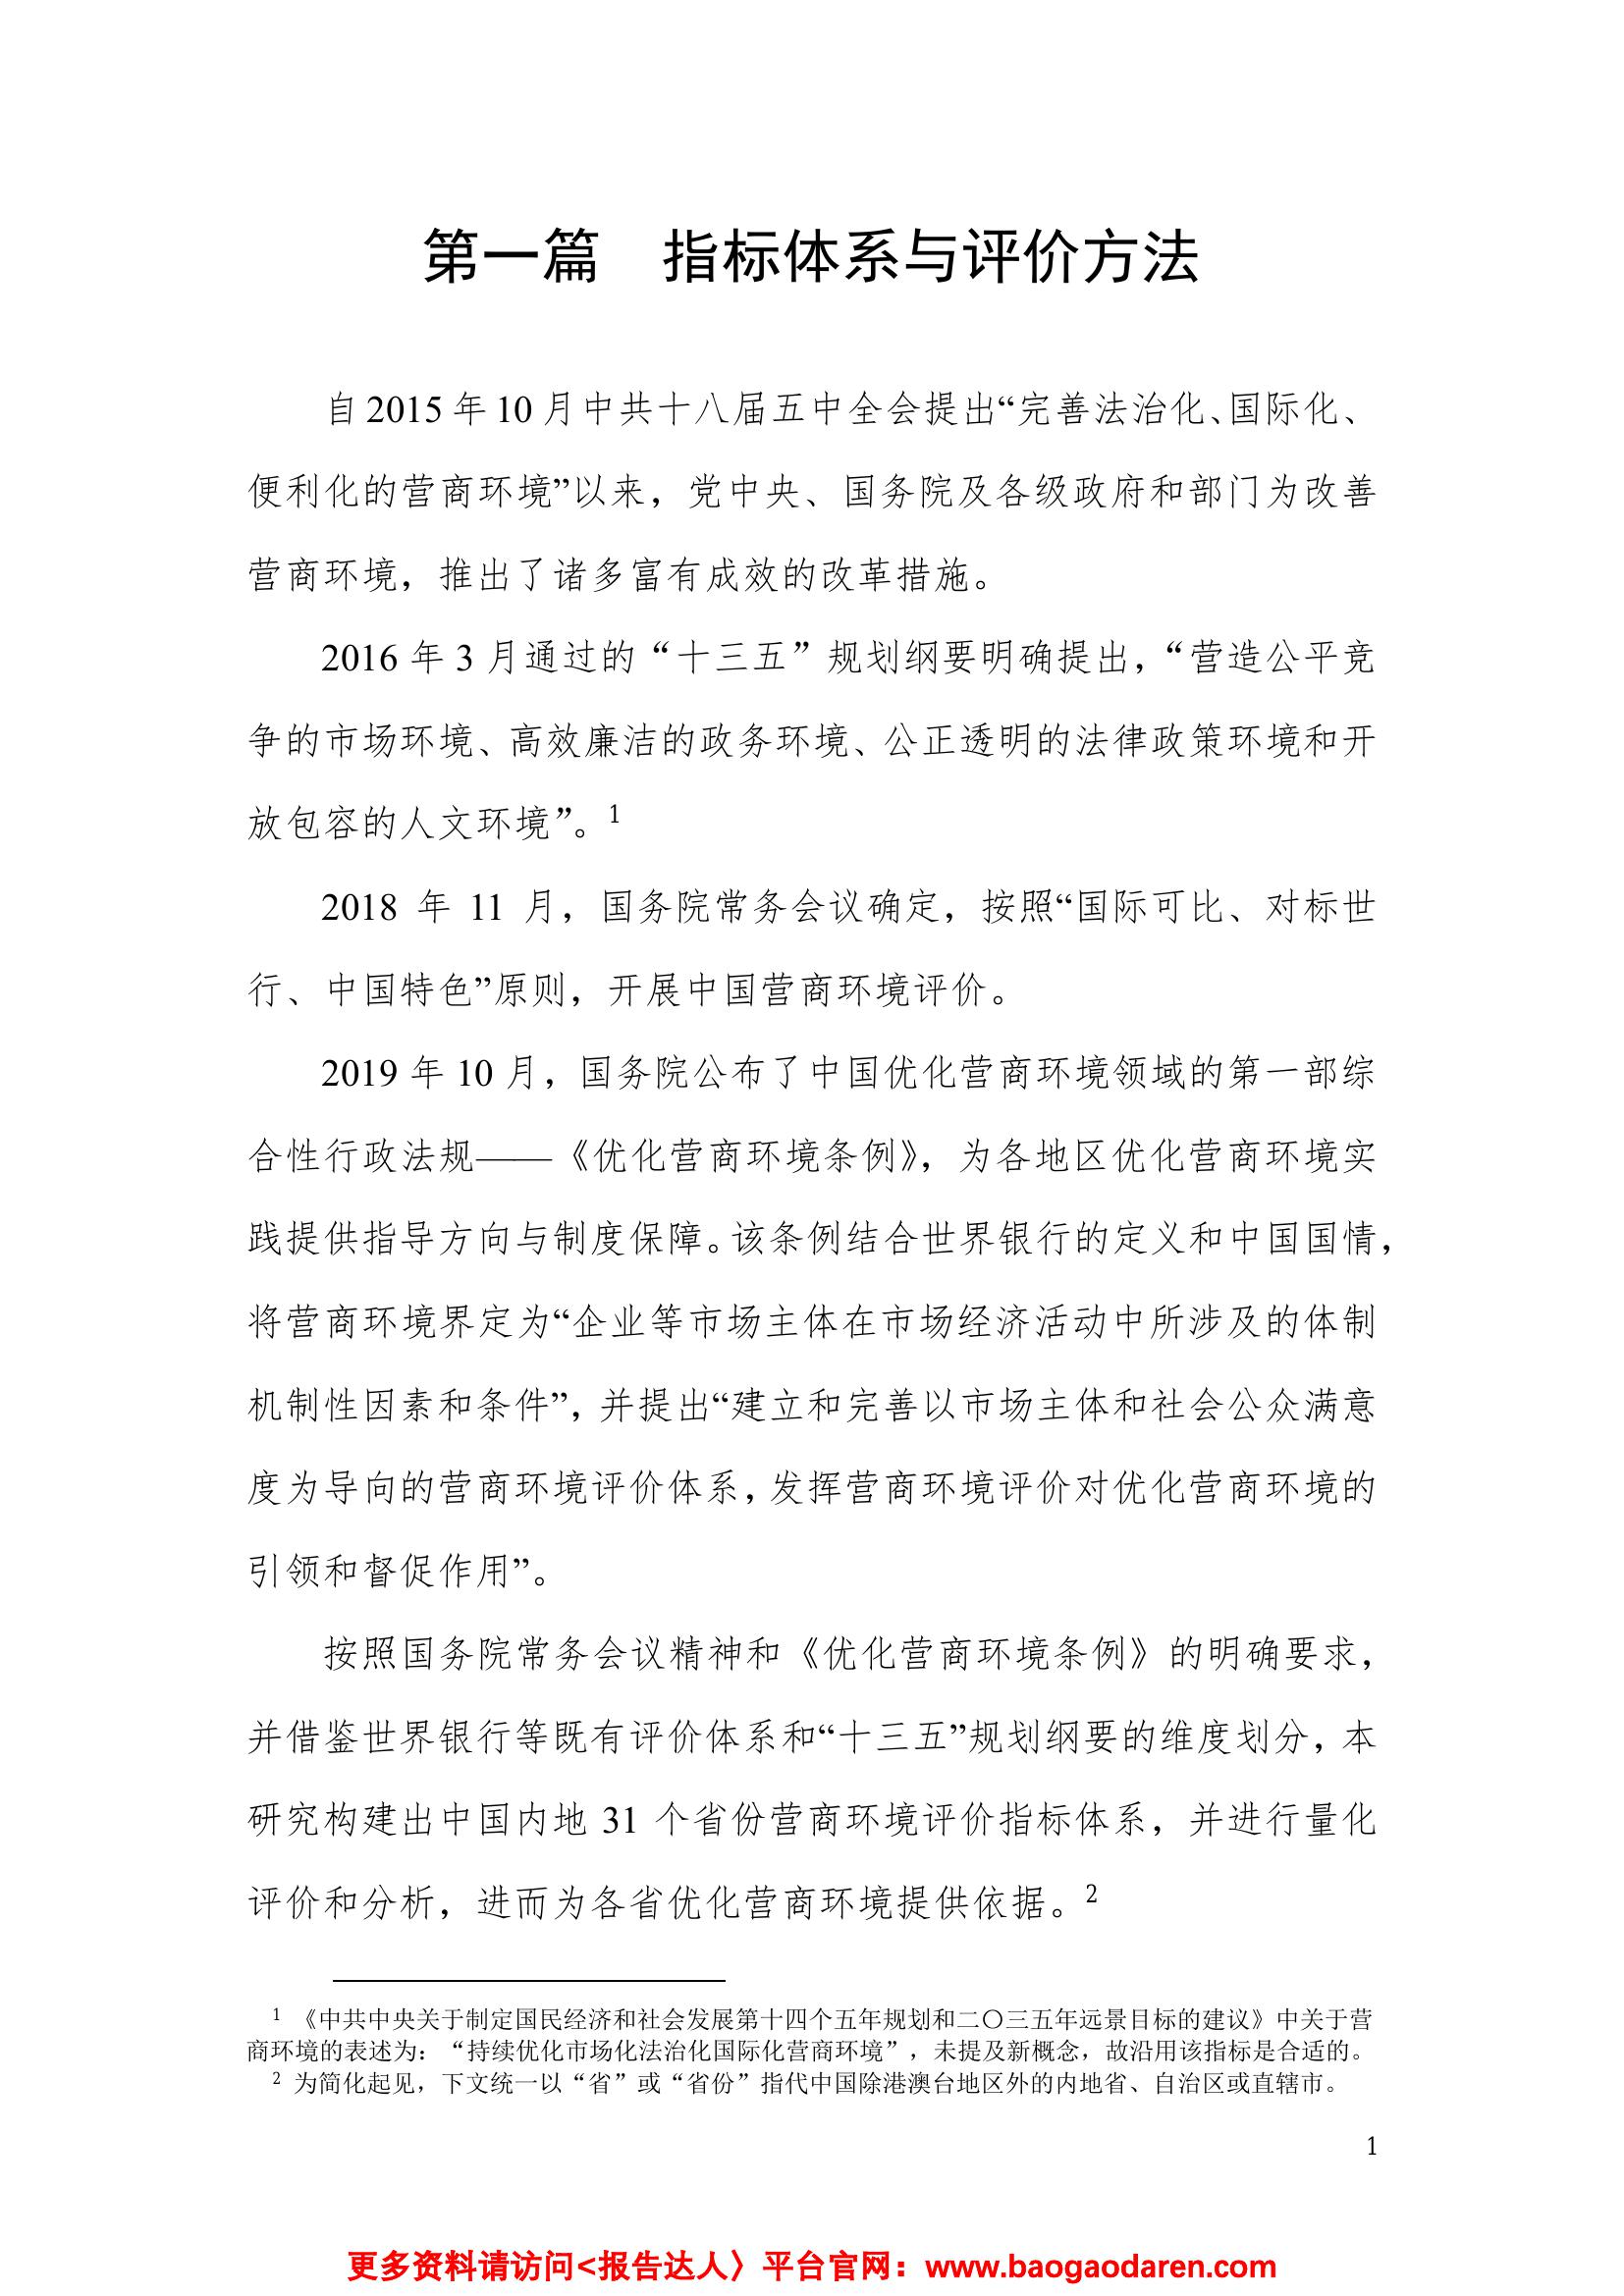 第一篇　指标体系与评价方法
自 2015 年 10 月中共十八届五中全会提出“完善法治化、国际化、
便利化的营商环境”以来，党中央、国务院及各级政府和部门为改善
营商环境，推出了诸多富有成效的改革措施。
2016 年 3 月通过的“十三五”规划纲要明确提出，“营造公平竞
争的市场环境、高效廉洁的政务环境、公正透明的法律政策环境和开
放包容的人文环境”。1
2018 年 11 月，国务院常务会议确定，按照“国际可比、对标世
行、中国特色”原则，开展中国营商环境评价。
2019 年 10 月，国务院公布了中国优化营商环境领域的第一部综
合性行政法规——《优化营商环境条例》，为各地区优化营商环境实
践提供指导方向与制度保障。该条例结合世界银行的定义和中国国情，
将营商环境界定为“企业等市场主体在市场经济活动中所涉及的体制
机制性因素和条件”，并提出“建立和完善以市场主体和社会公众满意
度为导向的营商环境评价体系，发挥营商环境评价对优化营商环境的
引领和督促作用”。
按照国务院常务会议精神和《优化营商环境条例》的明确要求，
并借鉴世界银行等既有评价体系和“十三五”规划纲要的维度划分，本
研究构建出中国内地 31 个省份营商环境评价指标体系，并进行量化
评价和分析，进而为各省优化营商环境提供依据。2
1 《中共中央关于制定国民经济和社会发展第十四个五年规划和二〇三五年远景目标的建议》中关于营
商环境的表述为：“持续优化市场化法治化国际化营商环境”，未提及新概念，故沿用该指标是合适的。
2 为简化起见，下文统一以“省”或“省份”指代中国除港澳台地区外的内地省、自治区或直辖市。
1
更多资料请访问<报告达人〉平台官网：www.baogaodaren.com